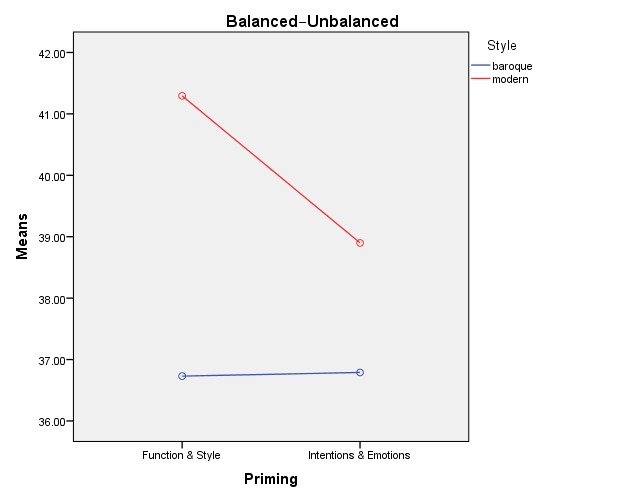 Balanced–Unbalanced
Style
baroque
modern
42.00
41.00
40.00
39.00
38.00
37.00
36.00
Means
Function & Style
Intentions & Emotions
Priming